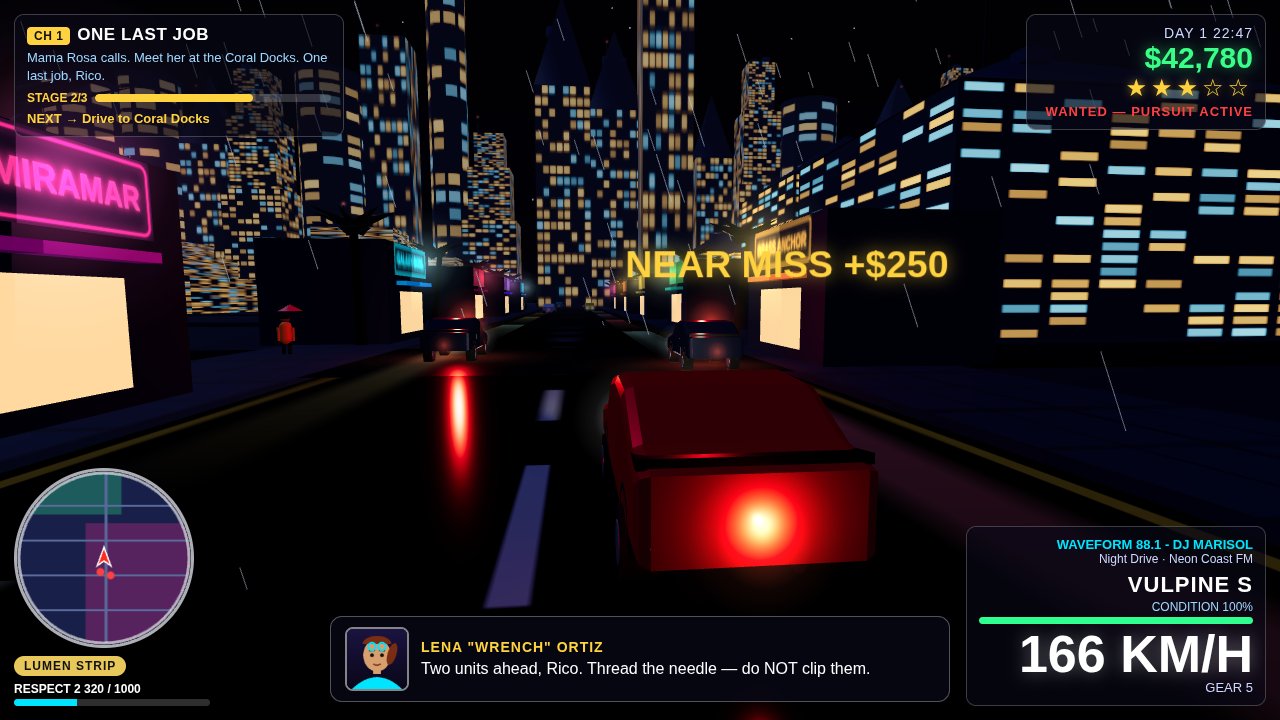 CH 1 ONE LAST JOB
Mama Rosa calls. Meet her at the Coral Docks. One
last job, Rico.
STAGE 2/3
NEXT → Drive to Coral Docks
DAY 1 22:47
$42,780
★ ★ ★ ☆ ☆
WANTED — PURSUIT ACTIVE
MIRAMAR
NEAR MISS +$250
LUMEN STRIP
RESPECT 2 320 / 1000
LENA "WRENCH" ORTIZ
Two units ahead, Rico. Thread the needle — do NOT clip them.
WAVEFORM 88.1 - DJ MARISOL
Night Drive · Neon Coast FM
VULPINE S
CONDITION 100%
166 KM/H
GEAR 5